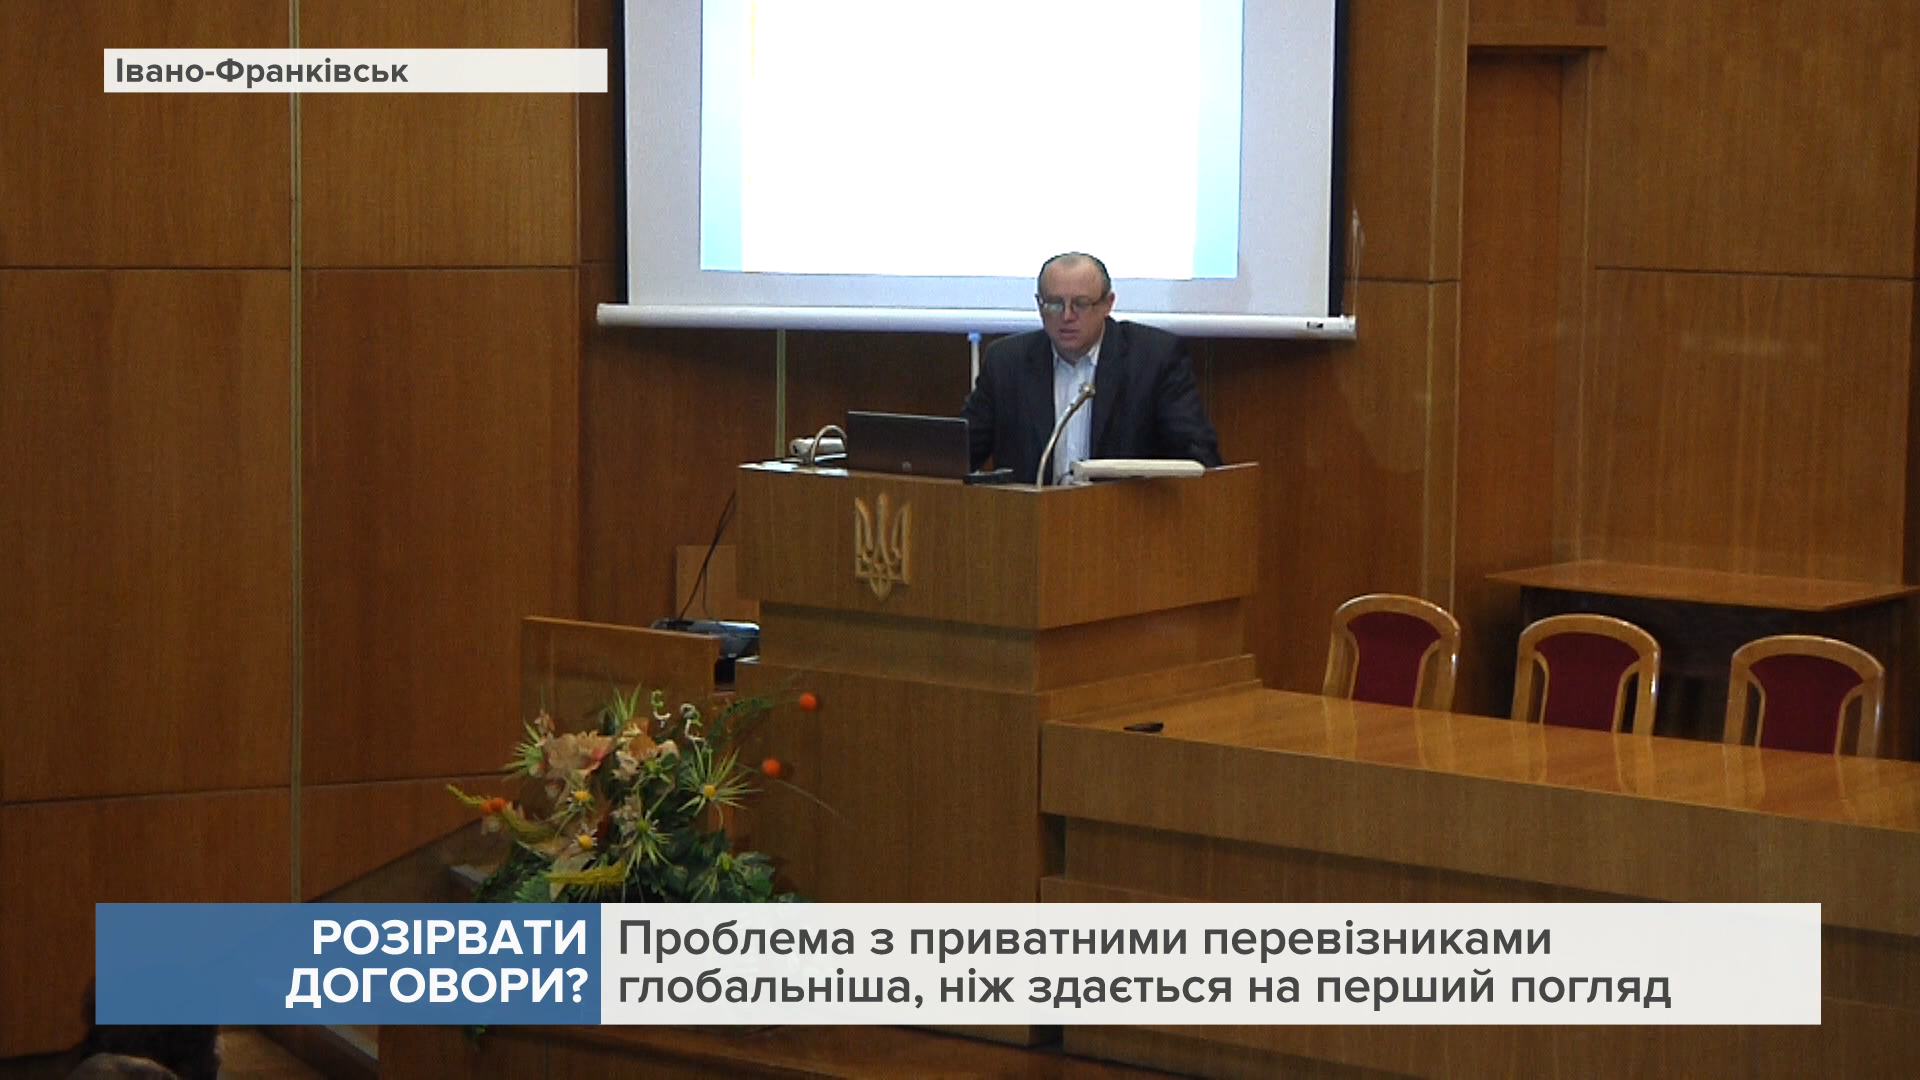 Івано-Франківськ
РОЗІРВАТИ
ДОГОВОРИ?
Проблема з приватними перевізниками
глобальніша, ніж здається на перший погляд